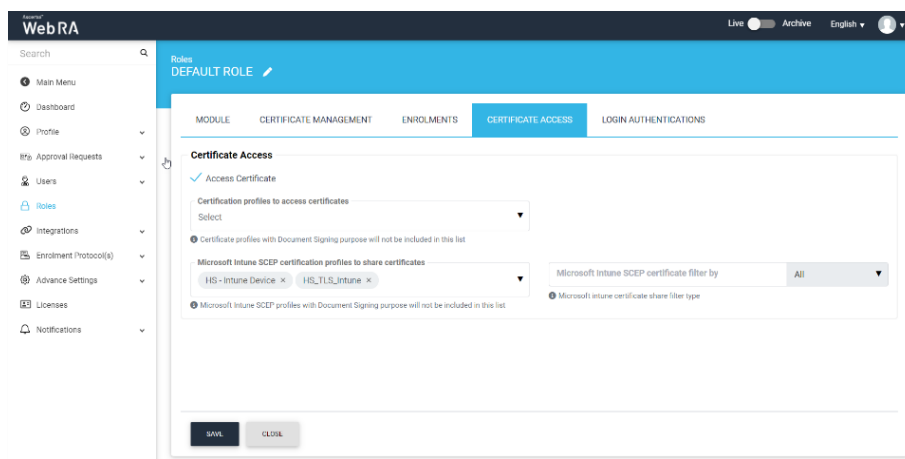 Ascertia
WebRA
Live Archive English
Search
Main Menu
Dashboard
Profile
Approval Requests
Users
Roles
Integrations
Enrolment Protocol(s)
Advance Settings
Licenses
Notifications
Roles
DEFAULT ROLE
MODULE CERTIFICATE MANAGEMENT ENROLMENTS CERTIFICATE ACCESS LOGIN AUTHENTICATIONS
Certificate Access
Access Certificate
Certification profiles to access certificates
Select
Certificate profiles with Document Signing purpose will not be included in this list
Microsoft Intune SCEP certification profiles to share certificates
HS - Intune Device × HS_TLS_Intune ×
Microsoft Intune SCEP certificate filter by All
Microsoft Intune SCEP profiles with Document Signing purpose will not be included in this list
Microsoft intune certificate share filter type
SAVE CLOSE